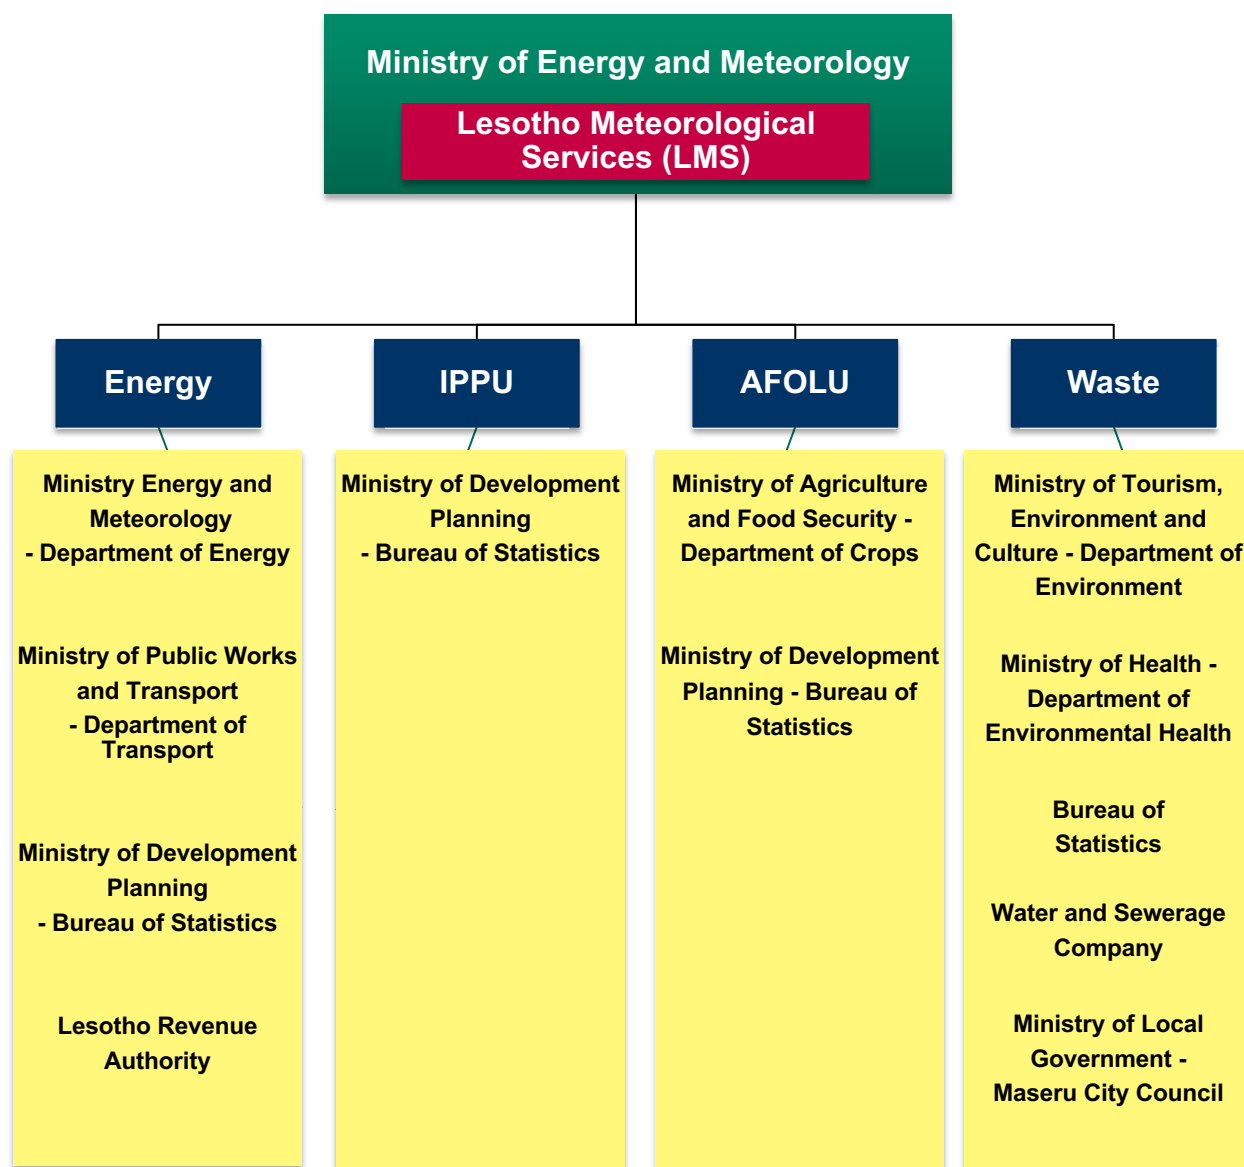 Ministry of Energy and Meteorology
Lesotho Meteorological
Services (LMS)
Energy
IPPU
AFOLU
Waste
Ministry Energy and
Meteorology
- Department of Energy
Ministry of Public Works
and Transport
- Department of
Transport
Ministry of Development
Planning
- Bureau of Statistics
Lesotho Revenue
Authority
Ministry of Development
Planning
- Bureau of Statistics
Ministry of Agriculture
and Food Security -
Department of Crops
Ministry of Development
Planning - Bureau of
Statistics
Ministry of Tourism,
Environment and
Culture - Department of
Environment
Ministry of Health -
Department of
Environmental Health
Bureau of
Statistics
Water and Sewerage
Company
Ministry of Local
Government -
Maseru City Council